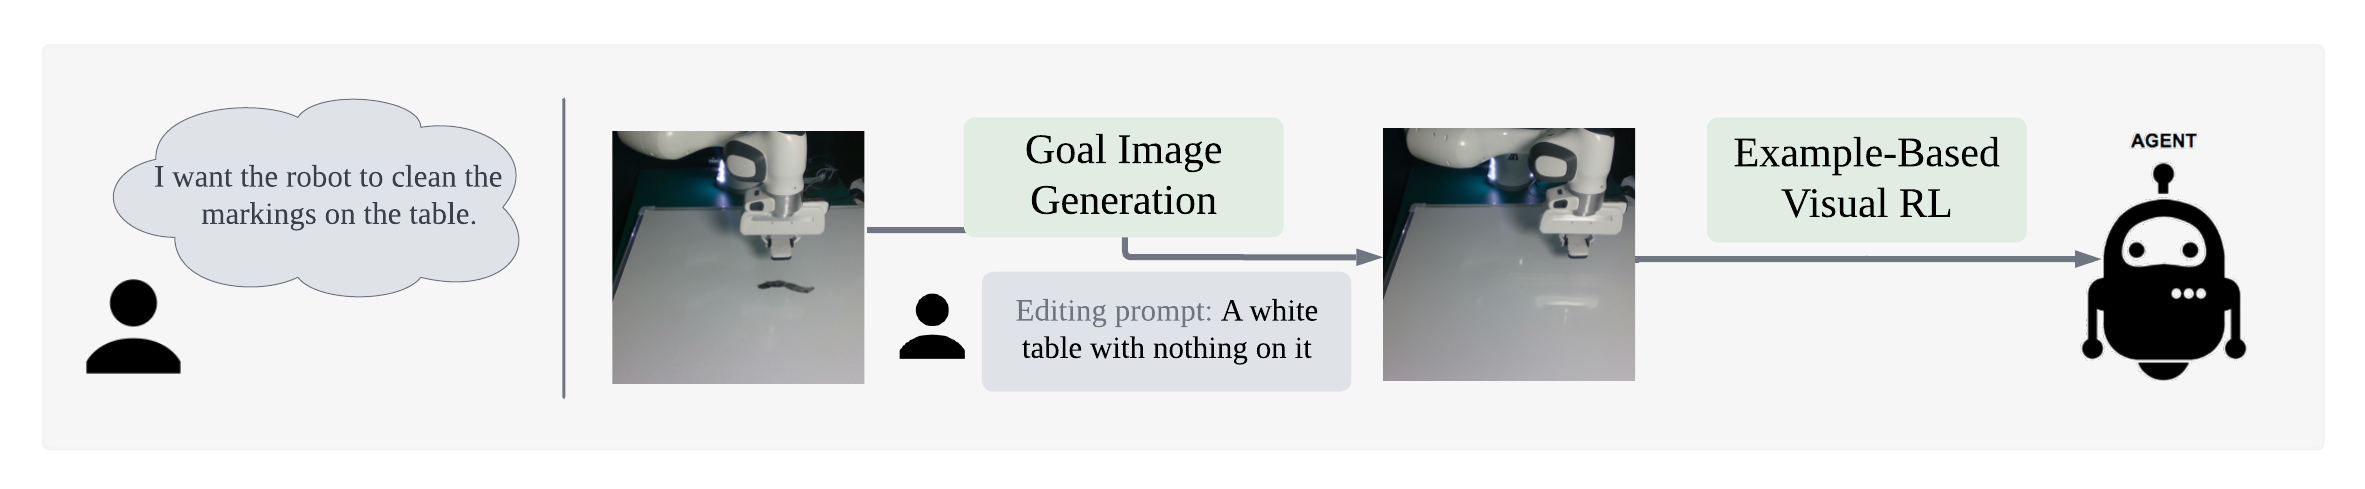 I want the robot to clean the
markings on the table.
Goal Image
Generation
Editing prompt: A white
table with nothing on it
Example-Based
Visual RL
AGENT